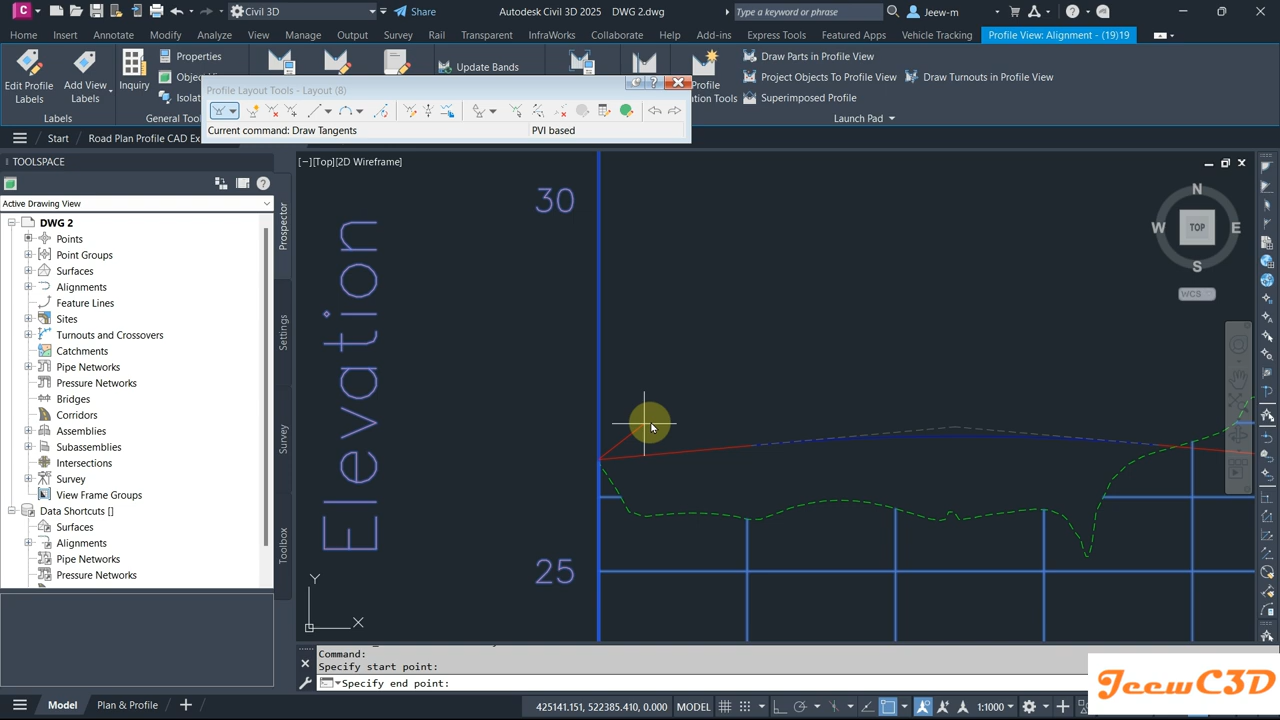 C 3D
Civil 3D
Share
Autodesk Civil 3D 2025
DWG 2.dwg
Type a keyword or phrase
Jeew-m
Home
Insert
Annotate
Modify
Analyze
View
Manage
Output
Survey
Rail
Transparent
InfraWorks
Collaborate
Help
Add-ins
Express Tools
Featured Apps
Vehicle Tracking
Profile View: Alignment - (19)19
Edit Profile
Labels
Add View
Labels
Inquiry
Properties
Isolat
Update Bands
Draw Parts in Profile View
Project Objects To Profile View
Draw Turnouts in Profile View
Superimposed Profile
Labels
General Too
Launch Pad
Profile Layout Tools - Layout (8)
Current command: Draw Tangents
PVI based
Start
Road Plan Profile CAD Ex
TOOLSPACE
Active Drawing View
DWG 2
Points
Point Groups
Surfaces
Alignments
Feature Lines
Sites
Turnouts and Crossovers
Catchments
Pipe Networks
Pressure Networks
Bridges
Corridors
Assemblies
Subassemblies
Intersections
Survey
View Frame Groups
Data Shortcuts []
Surfaces
Alignments
Pipe Networks
Pressure Networks
Prospector
Settings
Survey
Toolbox
[−][Top][2D Wireframe]
30
Elevation
25
N
W
TOP
E
S
WCS
Y
X
Command:
Specify start point:
Specify end point:
Model
Plan & Profile
425141.151, 522385.410, 0.000
MODEL
1:1000
JeewC3D